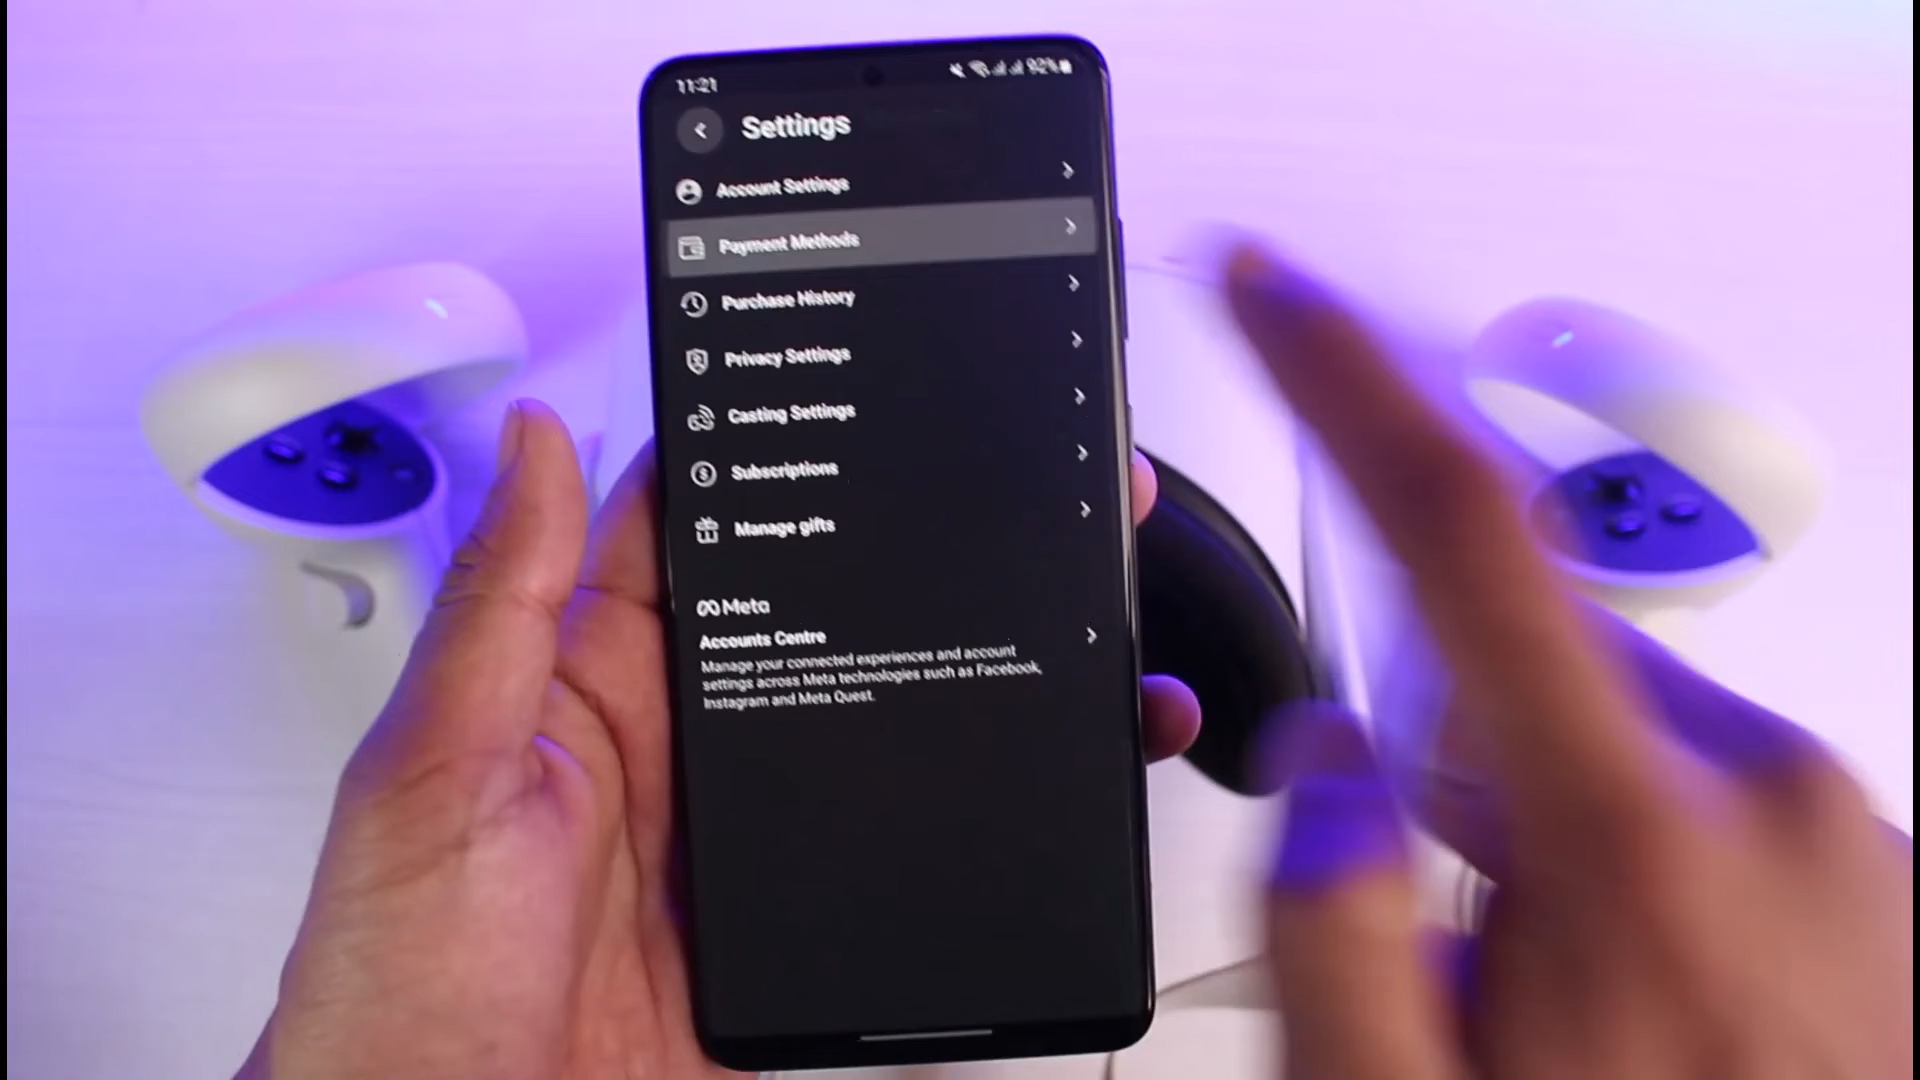 11:21
92%
Settings
Account Settings
Payment Methods
Purchase History
Privacy Settings
Casting Settings
Subscriptions
Manage gifts
Meta
Accounts Centre
Manage your connected experiences and account
settings across Meta technologies such as Facebook,
Instagram and Meta Quest.